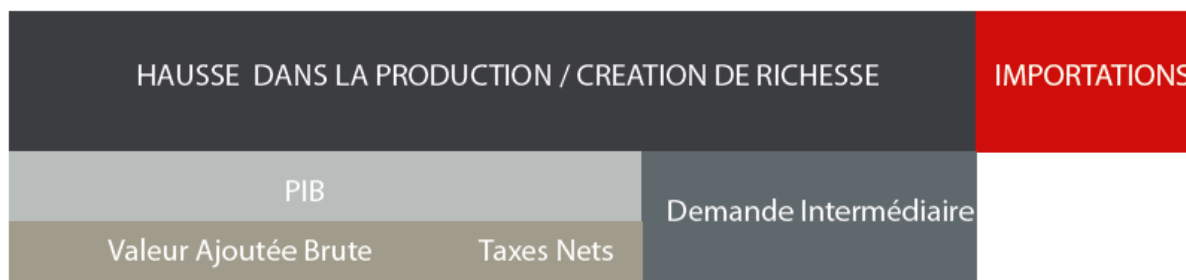 HAUSSE DANS LA PRODUCTION / CREATION DE RICHESSE
IMPORTATIONS
PIB
Demande Intermédiaire
Valeur Ajoutée Brute
Taxes Nets